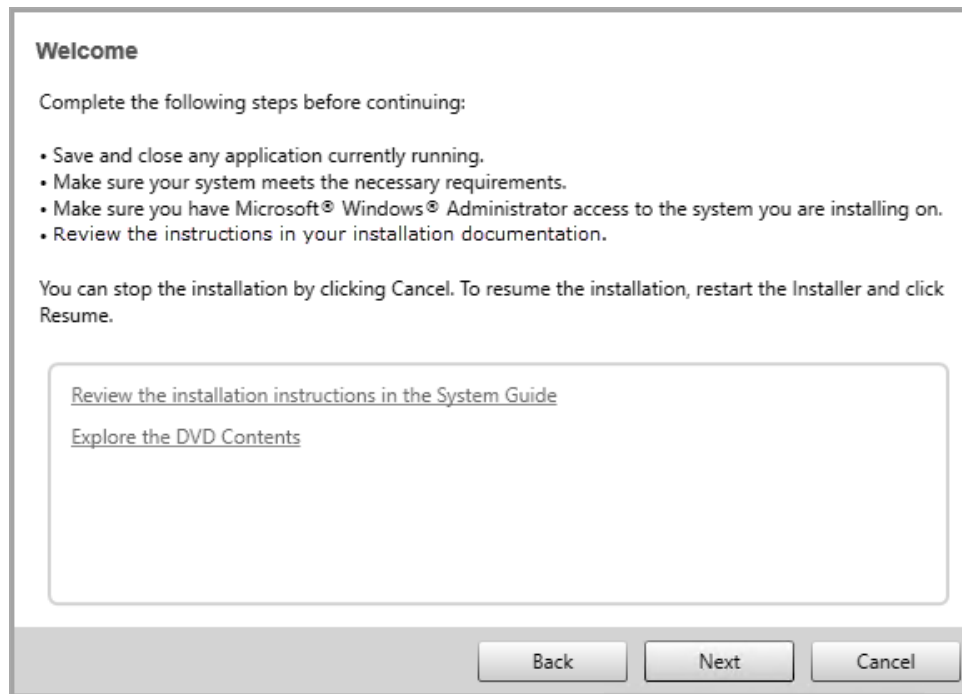 Welcome
Complete the following steps before continuing:
• Save and close any application currently running.
• Make sure your system meets the necessary requirements.
• Make sure you have Microsoft® Windows® Administrator access to the system you are installing on.
• Review the instructions in your installation documentation.
You can stop the installation by clicking Cancel. To resume the installation, restart the Installer and click
Resume.
Review the installation instructions in the System Guide
Explore the DVD Contents
Back Next Cancel